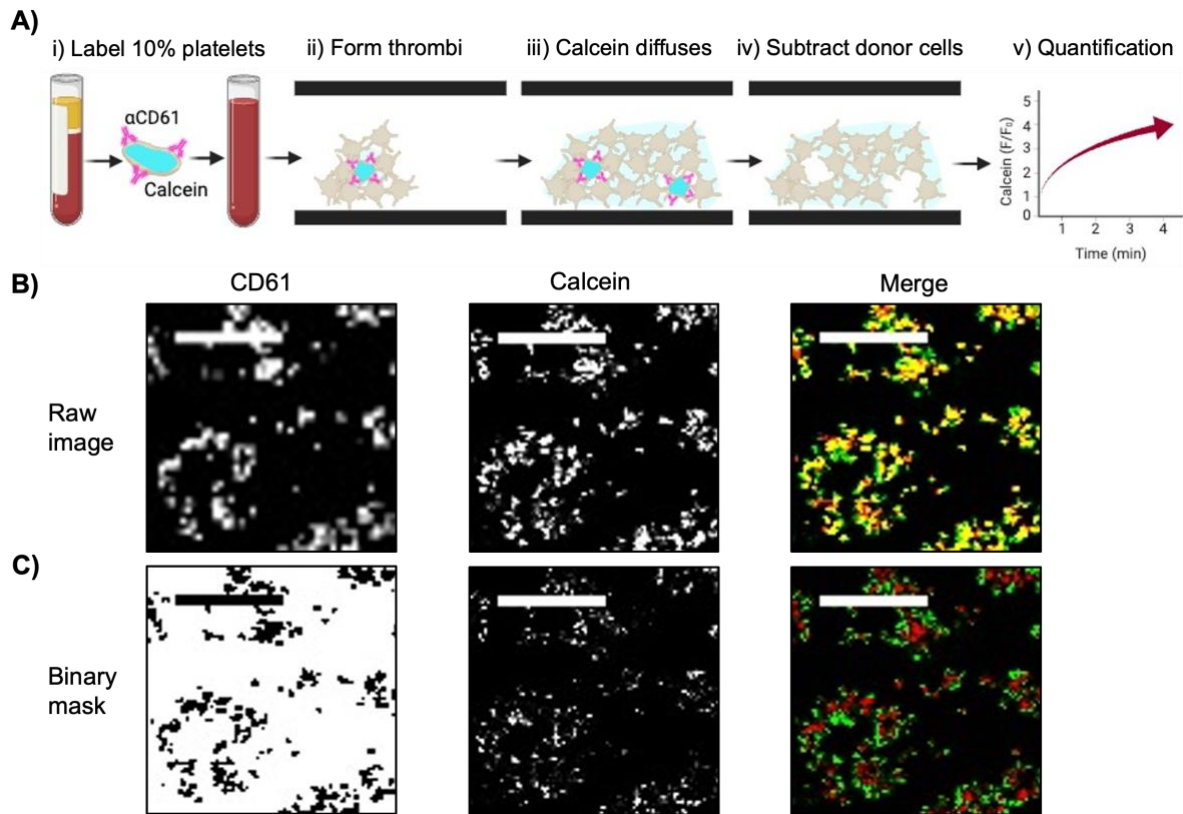 A)
i) Label 10% platelets
ii) Form thrombi
iii) Calcein diffuses
iv) Subtract donor cells
v) Quantification
αCD61
Calcein
Calcein (F/F₀)
5
4
3
2
1
0
1 2 3 4
Time (min)
B)
CD61
Calcein
Merge
Raw
image
C)
Binary
mask